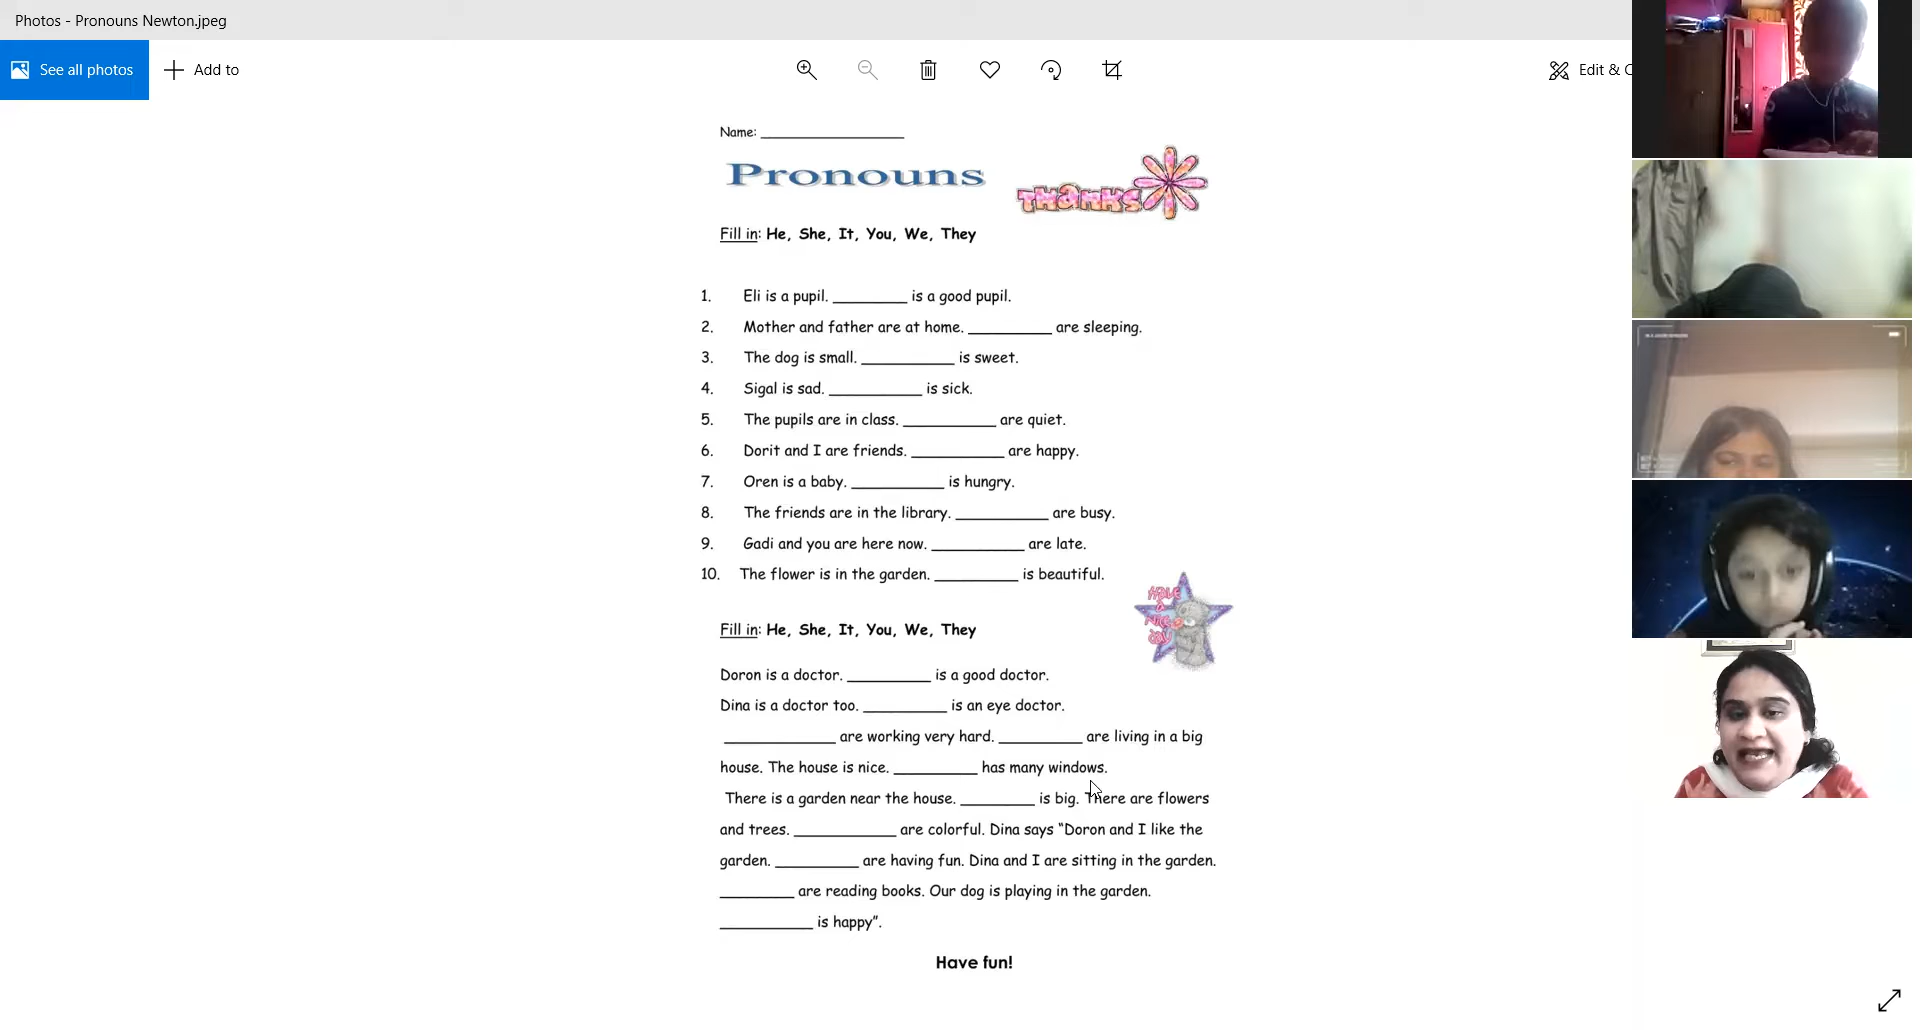 Photos - Pronouns Newton.jpeg
See all photos
Add to
Edit & C
Name: __________________
Pronouns
THANKS
Fill in: He, She, It, You, We, They
1. Eli is a pupil. ________ is a good pupil.
2. Mother and father are at home. _________ are sleeping.
3. The dog is small. __________ is sweet.
4. Sigal is sad. __________ is sick.
5. The pupils are in class. __________ are quiet.
6. Dorit and I are friends. __________ are happy.
7. Oren is a baby. __________ is hungry.
8. The friends are in the library. __________ are busy.
9. Gadi and you are here now. __________ are late.
10. The flower is in the garden. _________ is beautiful.
Have
a
Nice
day
Fill in: He, She, It, You, We, They
Doron is a doctor. _________ is a good doctor.
Dina is a doctor too. _________ is an eye doctor.
____________ are working very hard. _________ are living in a big
house. The house is nice. _________ has many windows.
There is a garden near the house. ________ is big. There are flowers
and trees. ___________ are colorful. Dina says “Doron and I like the
garden. _________ are having fun. Dina and I are sitting in the garden.
________ are reading books. Our dog is playing in the garden.
__________ is happy”.
Have fun!